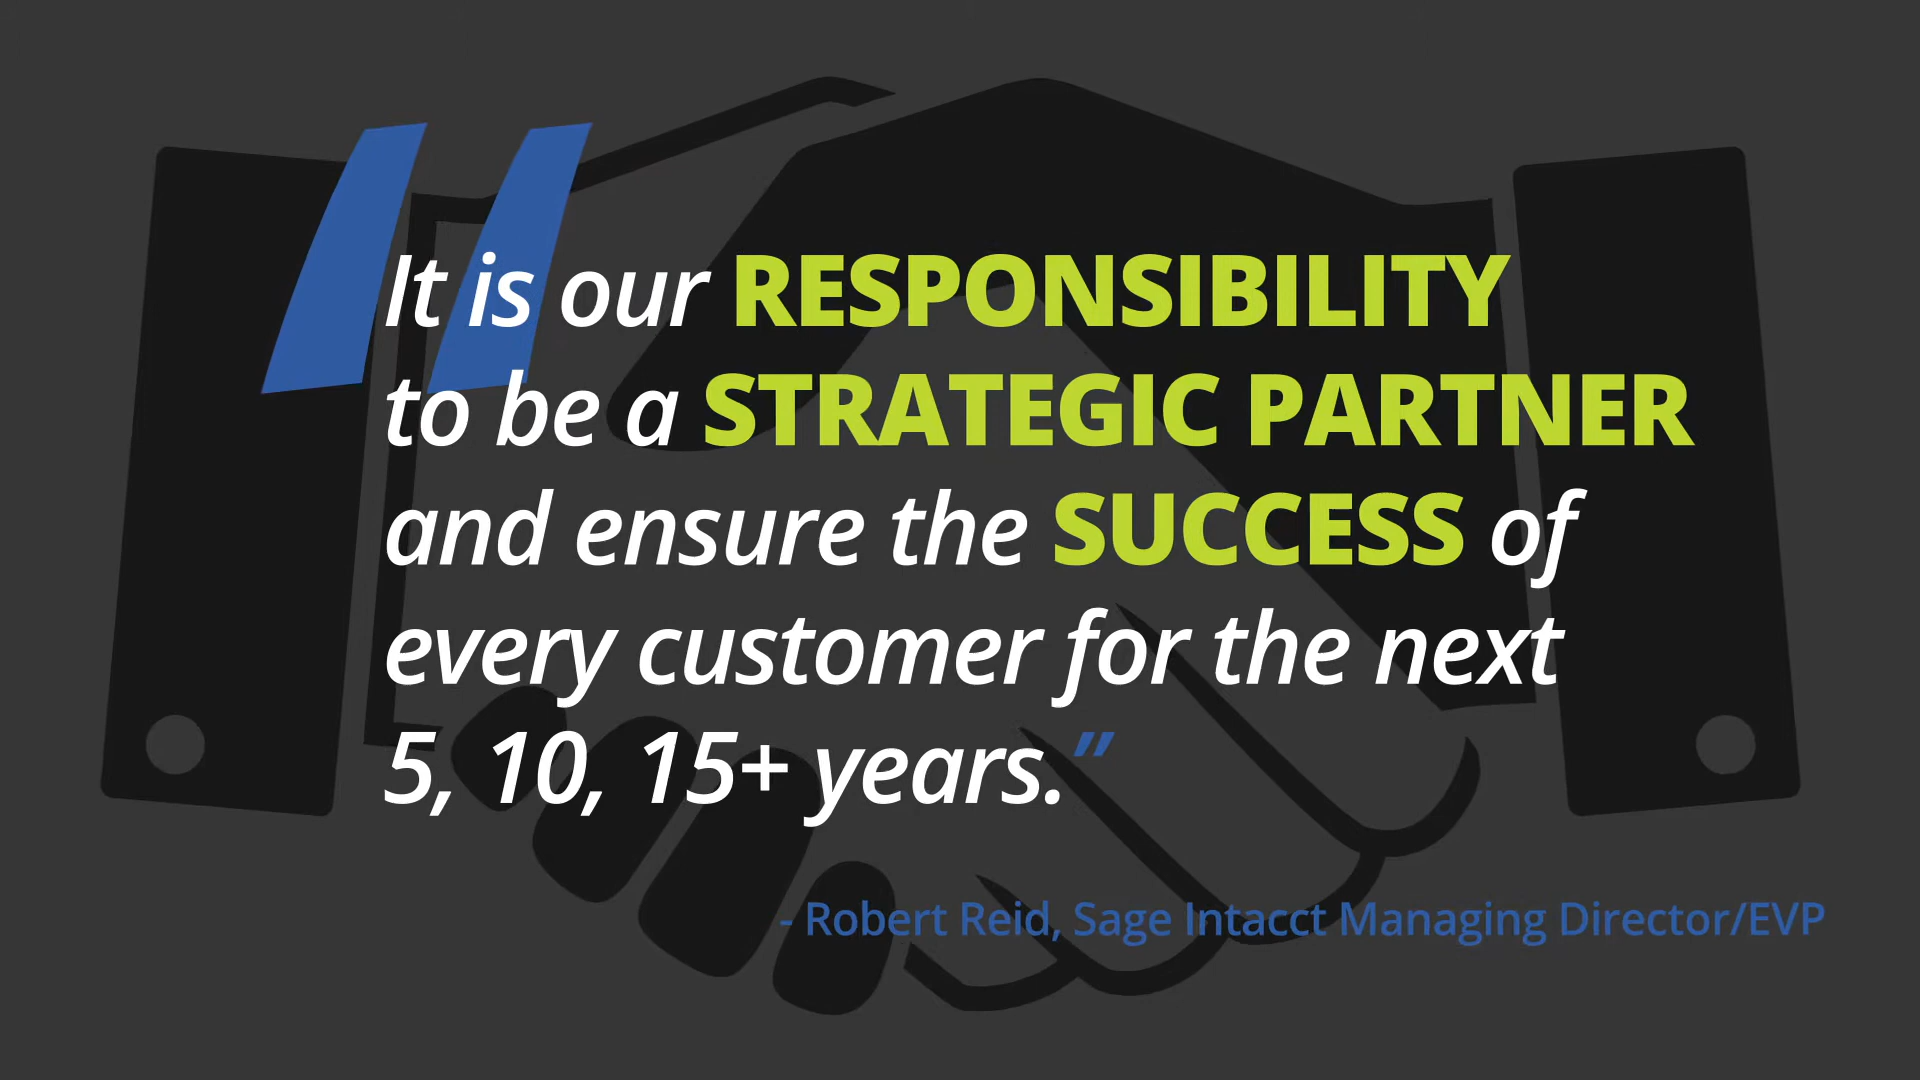 "It is our RESPONSIBILITY
to be a STRATEGIC PARTNER
and ensure the SUCCESS of
every customer for the next
5, 10, 15+ years."
- Robert Reid, Sage Intacct Managing Director/EVP